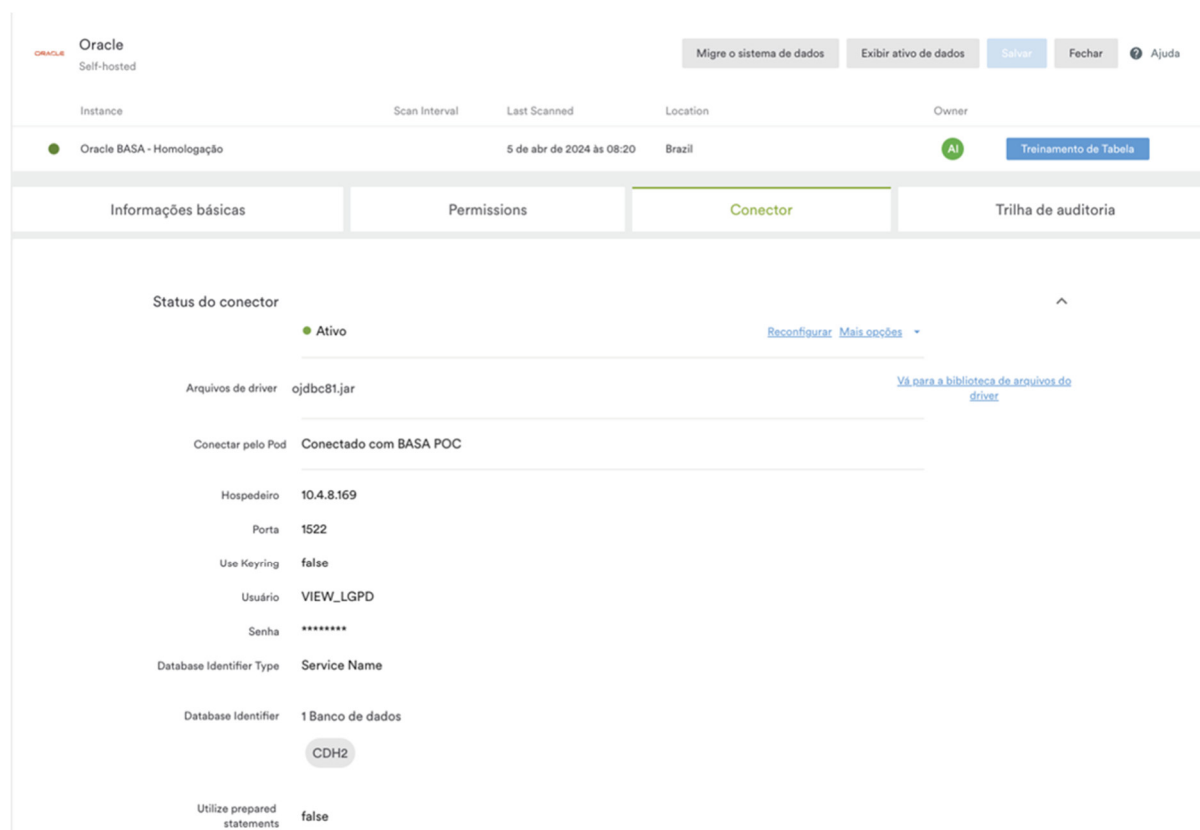 ORACLE
Oracle
Self-hosted
Migre o sistema de dados
Exibir ativo de dados
Salvar
Fechar
Ajuda
Instance
Scan Interval
Last Scanned
Location
Owner
Oracle BASA - Homologação
5 de abr de 2024 às 08:20
Brazil
AI
Treinamento de Tabela
Informações básicas
Permissions
Conector
Trilha de auditoria
Status do conector
Ativo
Reconfigurar
Mais opções
Arquivos de driver
ojdbc81.jar
Vá para a biblioteca de arquivos do
driver
Conectar pelo Pod
Conectado com BASA POC
Hospedeiro
10.4.8.169
Porta
1522
Use Keyring
false
Usuário
VIEW_LGPD
Senha
********
Database Identifier Type
Service Name
Database Identifier
1 Banco de dados
CDH2
Utilize prepared
statements
false